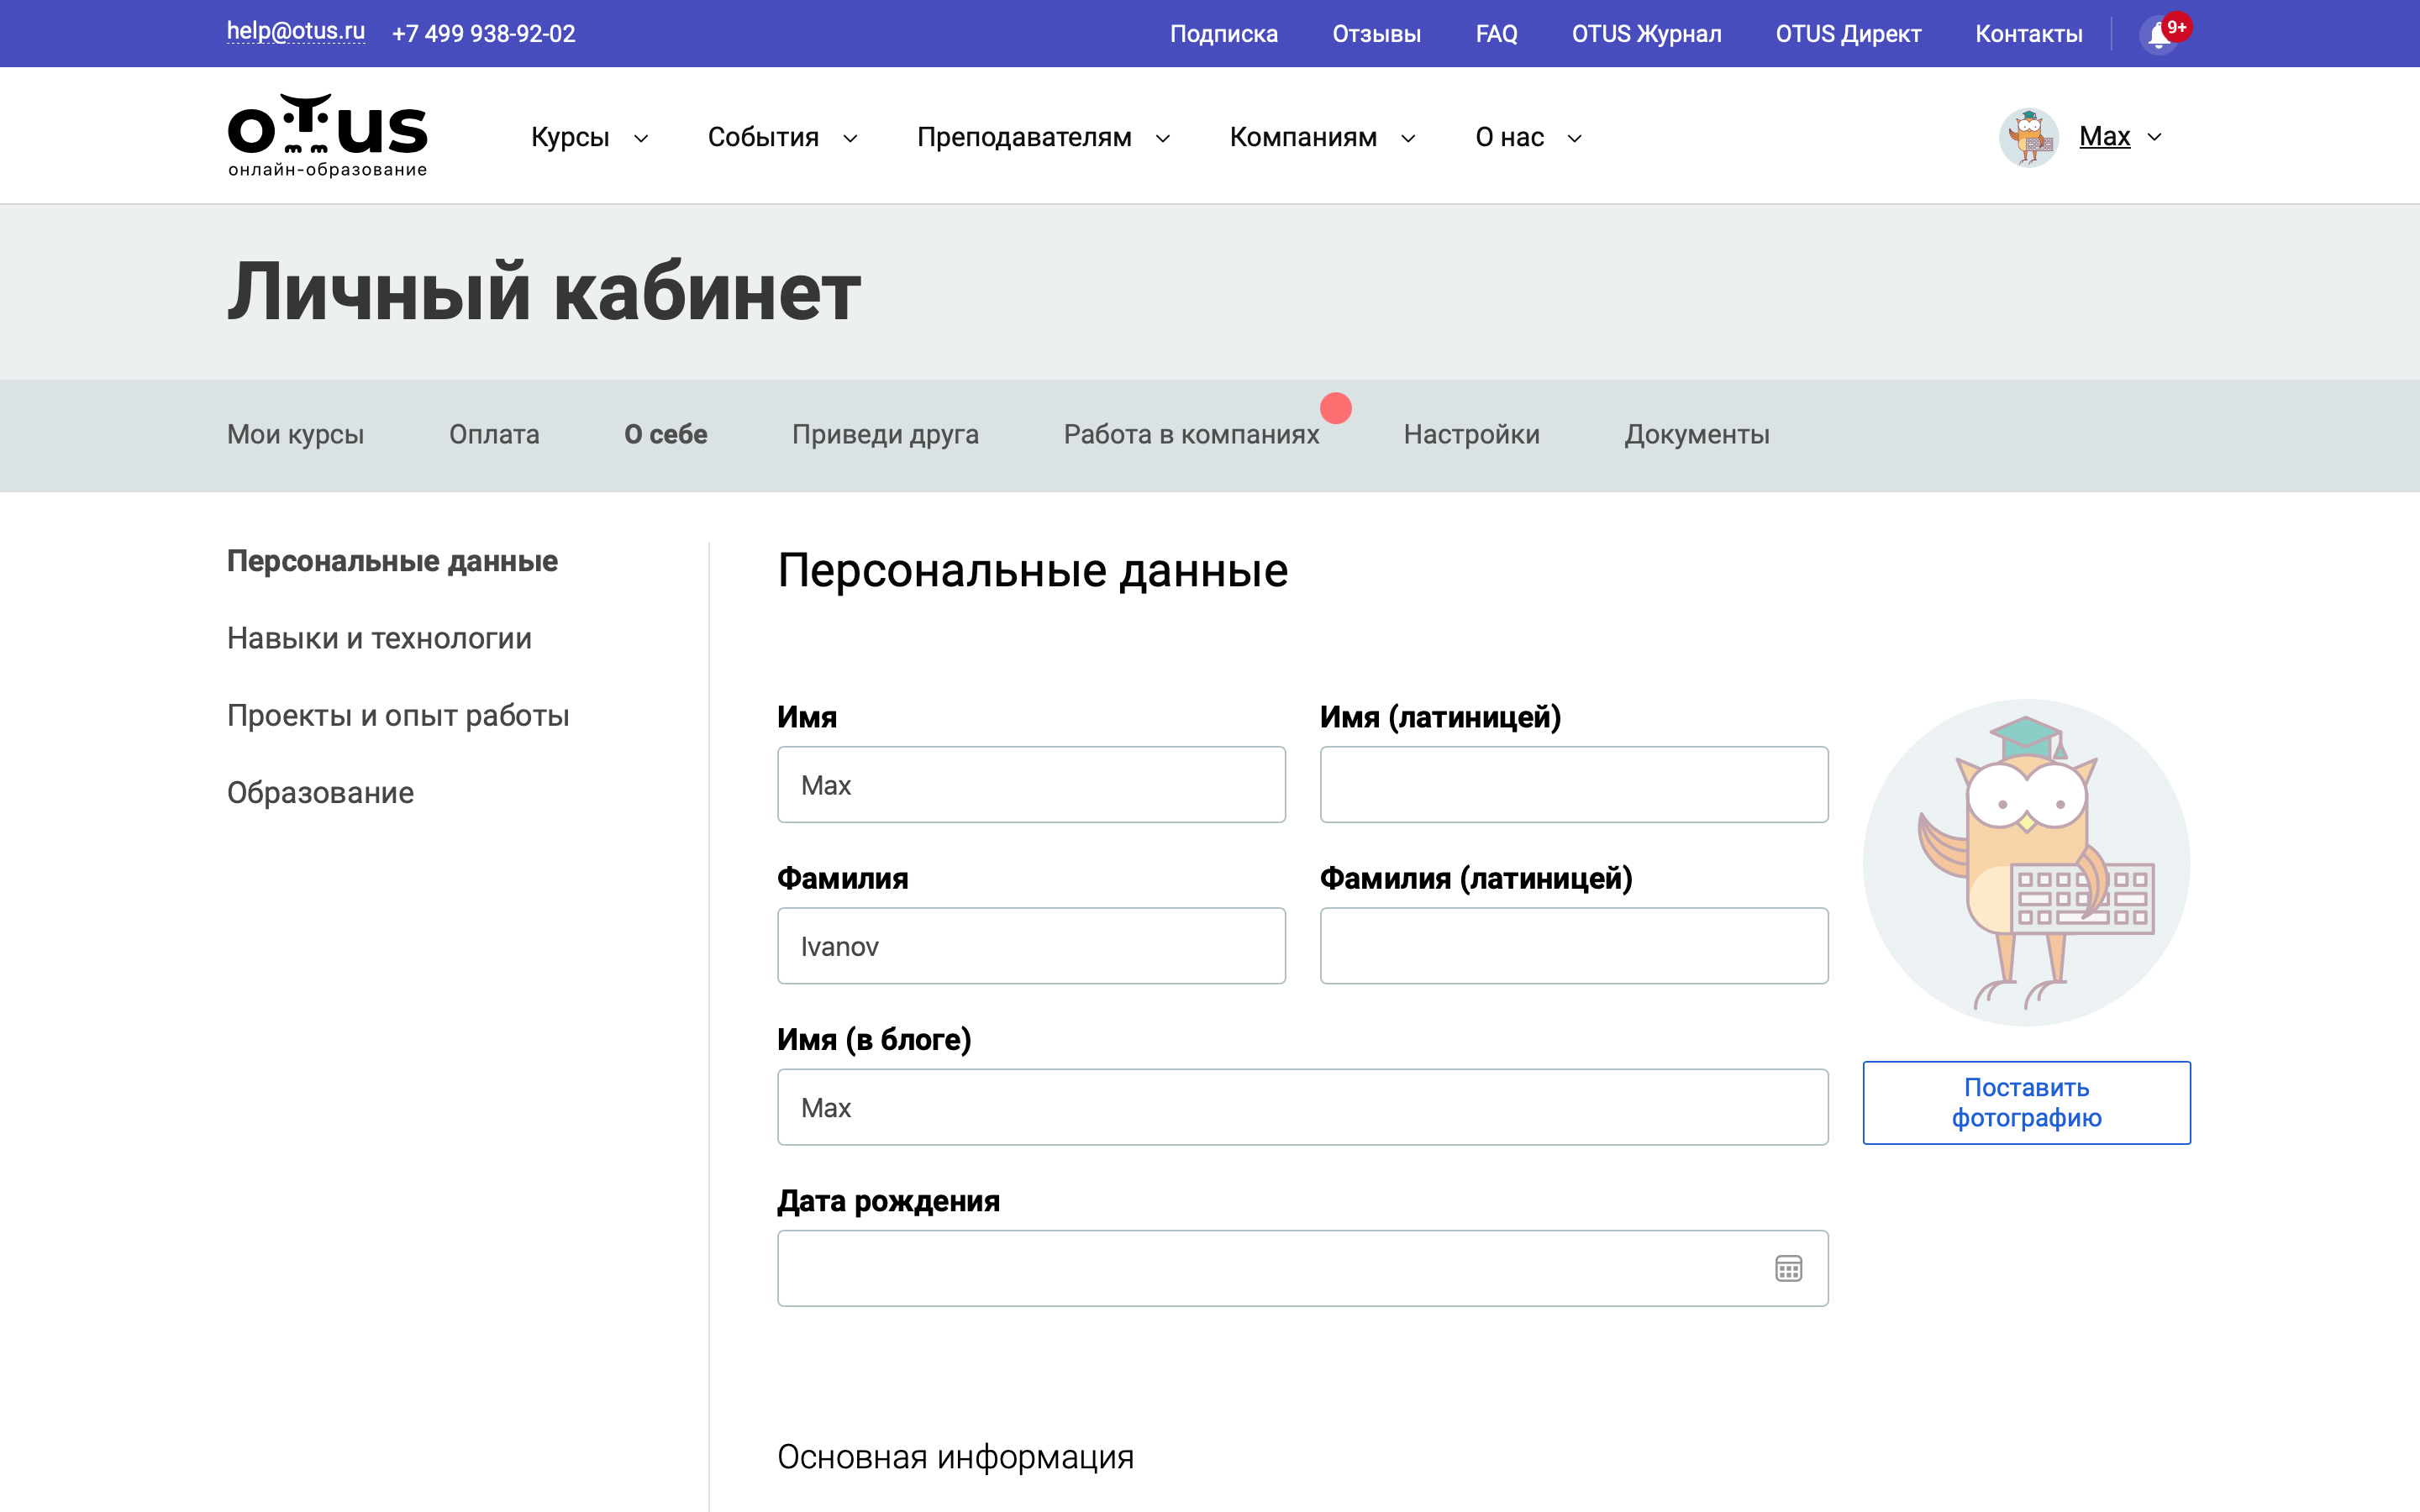 help@otus.ru +7 499 938-92-02 Подписка Отзывы FAQ OTUS Журнал OTUS Директ Контакты 9+
отus
онлайн-образование
Курсы События Преподавателям Компаниям О нас Max
Личный кабинет
Мои курсы Оплата О себе Приведи друга Работа в компаниях Настройки Документы
Персональные данные
Навыки и технологии
Проекты и опыт работы
Образование
Персональные данные
Имя Имя (латиницей)
Max
Фамилия Фамилия (латиницей)
Ivanov
Имя (в блоге)
Max
Поставить
фотографию
Дата рождения
Основная информация